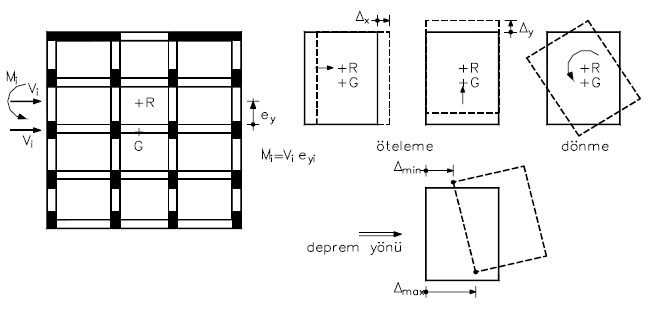 Mi
Vi
Vi
+R
+
G
ey
Mi=Vi eyi
Δx
+R
+G
Δy
+R
+G
+R
+G
öteleme
dönme
Δmin
deprem yönü
Δmax